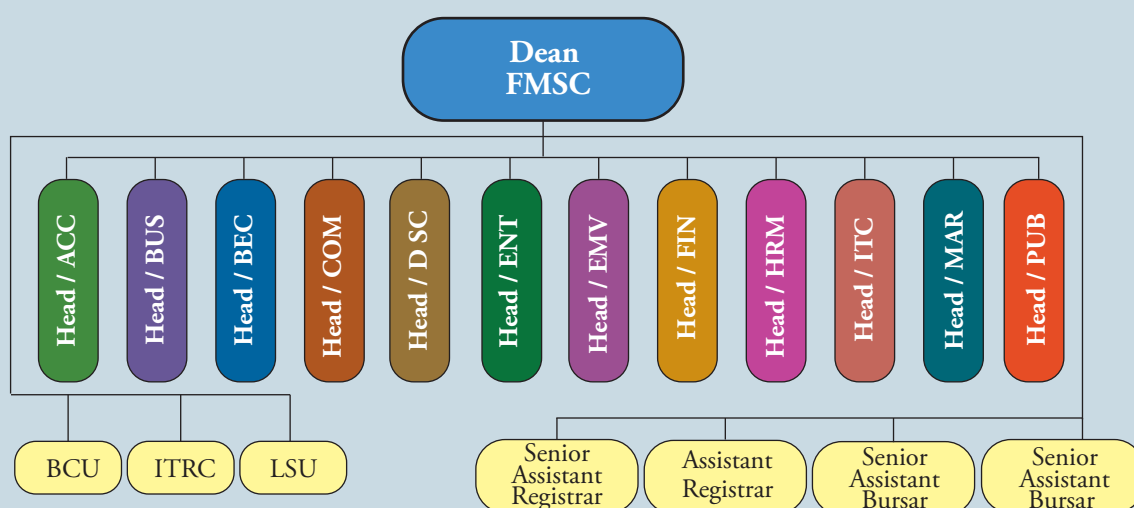 Dean
FMSC
Head / ACC
Head / BUS
Head / BEC
Head / COM
Head / D SC
Head / ENT
Head / EMV
Head / FIN
Head / HRM
Head / ITC
Head / MAR
Head / PUB
BCU
ITRC
LSU
Senior
Assistant
Registrar
Assistant
Registrar
Senior
Assistant
Bursar
Senior
Assistant
Bursar